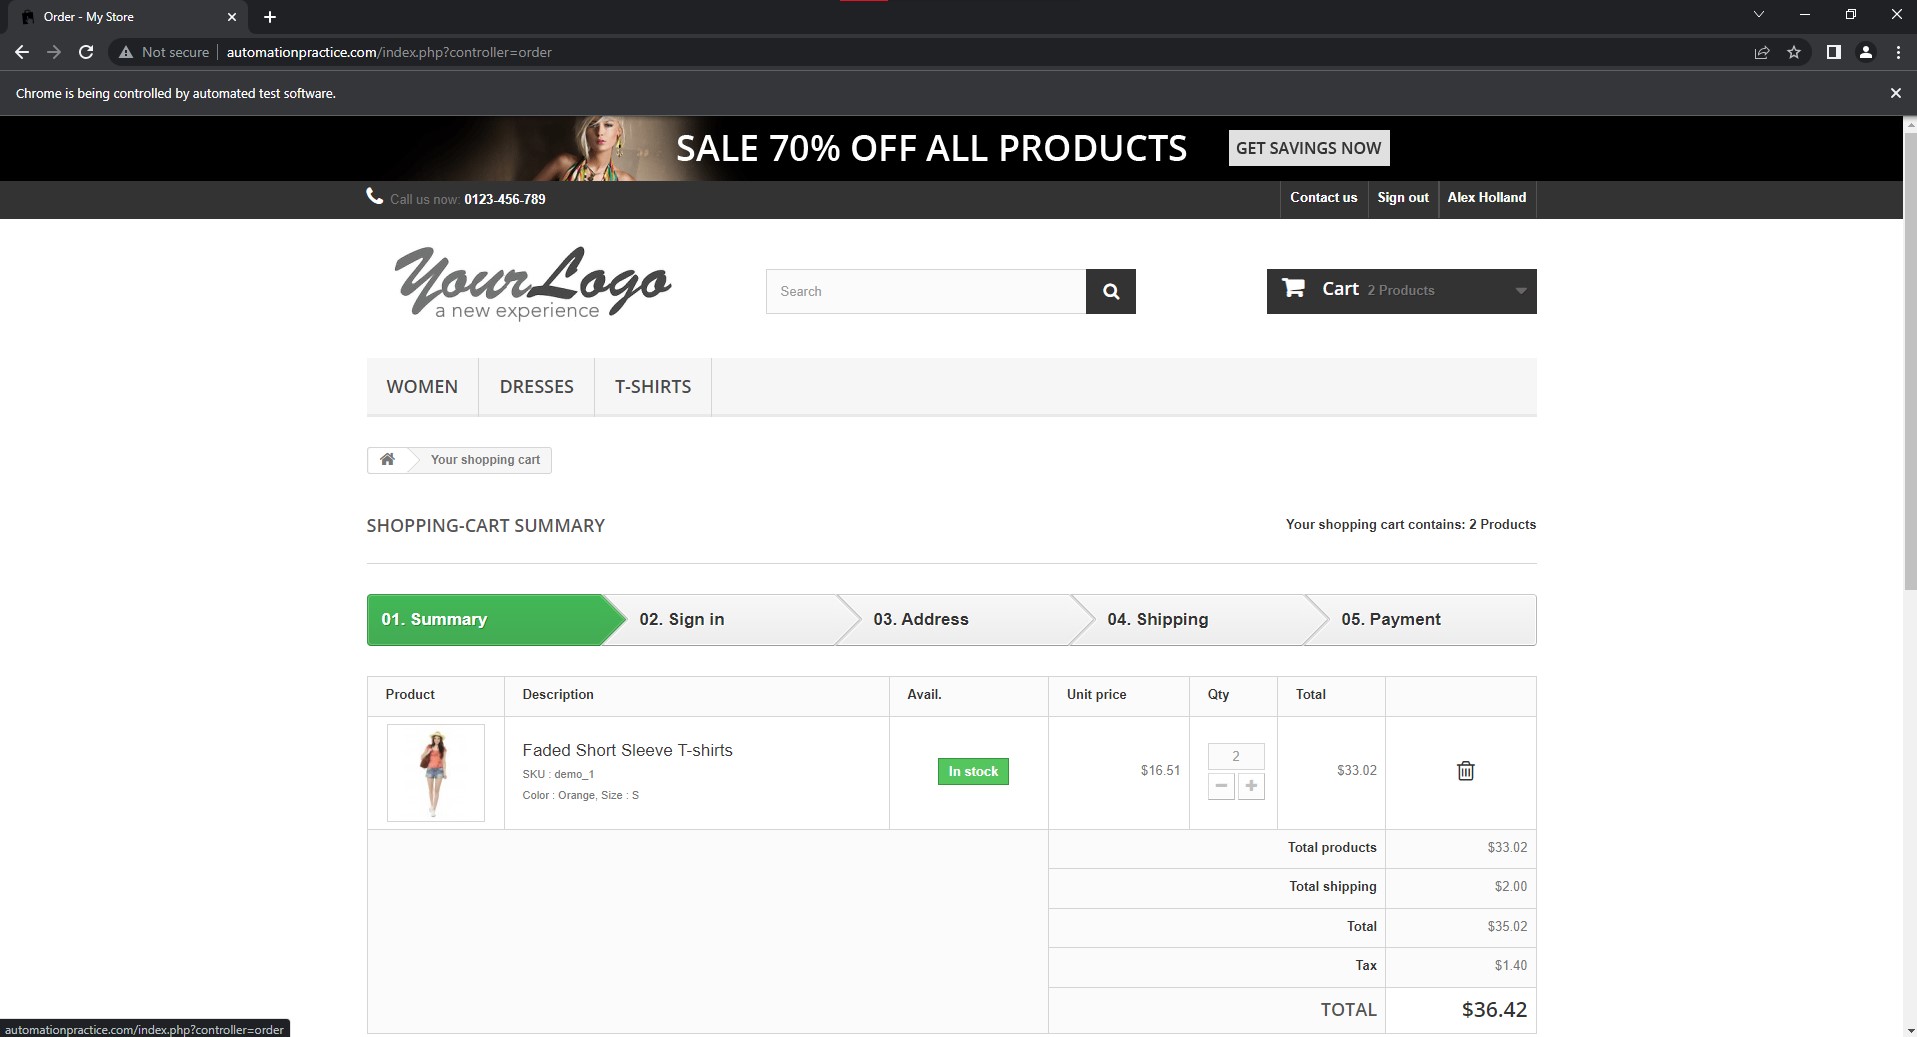 Order - My Store
Not secure automationpractice.com/index.php?controller=order
Chrome is being controlled by automated test software.
SALE 70% OFF ALL PRODUCTS GET SAVINGS NOW
Call us now: 0123-456-789 Contact us Sign out Alex Holland
YourLogo
a new experience
Search
Cart 2 Products
WOMEN DRESSES T-SHIRTS
Your shopping cart
SHOPPING-CART SUMMARY Your shopping cart contains: 2 Products
01. Summary 02. Sign in 03. Address 04. Shipping 05. Payment
Product Description Avail. Unit price Qty Total
Faded Short Sleeve T-shirts
SKU : demo_1
Color : Orange, Size : S
In stock $16.51 2 $33.02
Total products $33.02
Total shipping $2.00
Total $35.02
Tax $1.40
TOTAL $36.42
automationpractice.com/index.php?controller=order